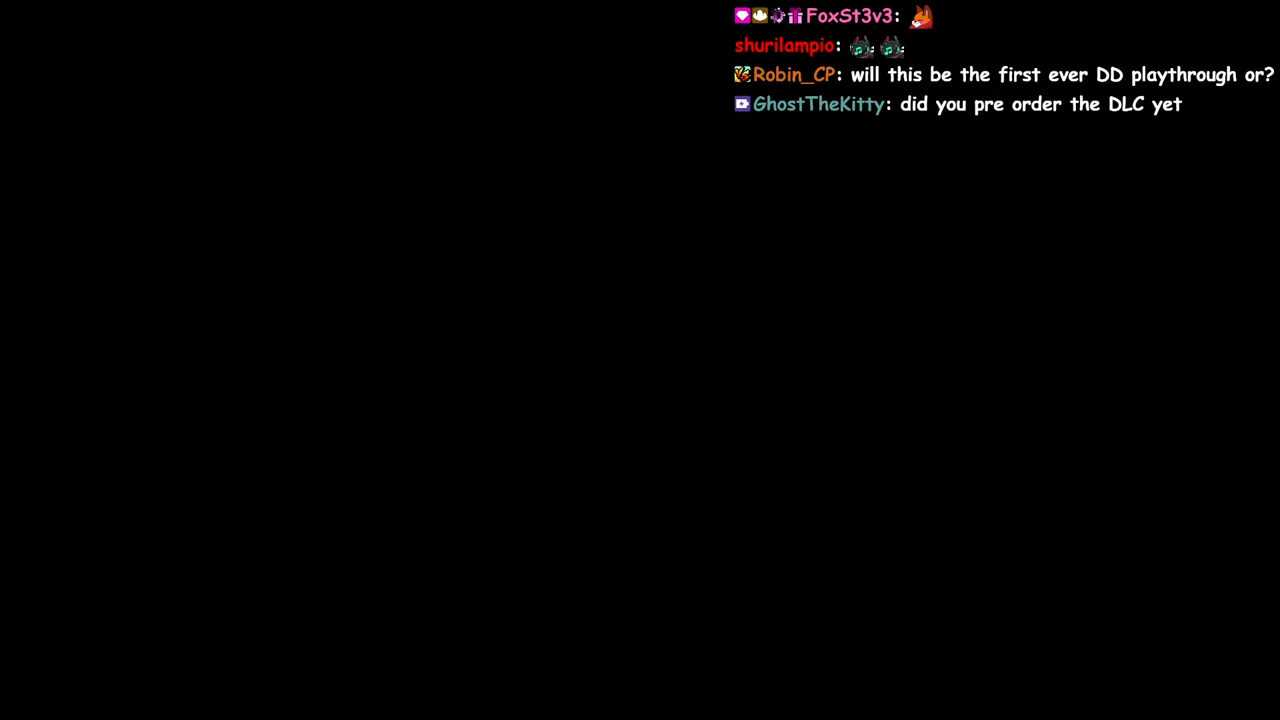 FoxSt3v3:
shurilampio:
Robin_CP: will this be the first ever DD playthrough or?
GhostTheKitty: did you pre order the DLC yet